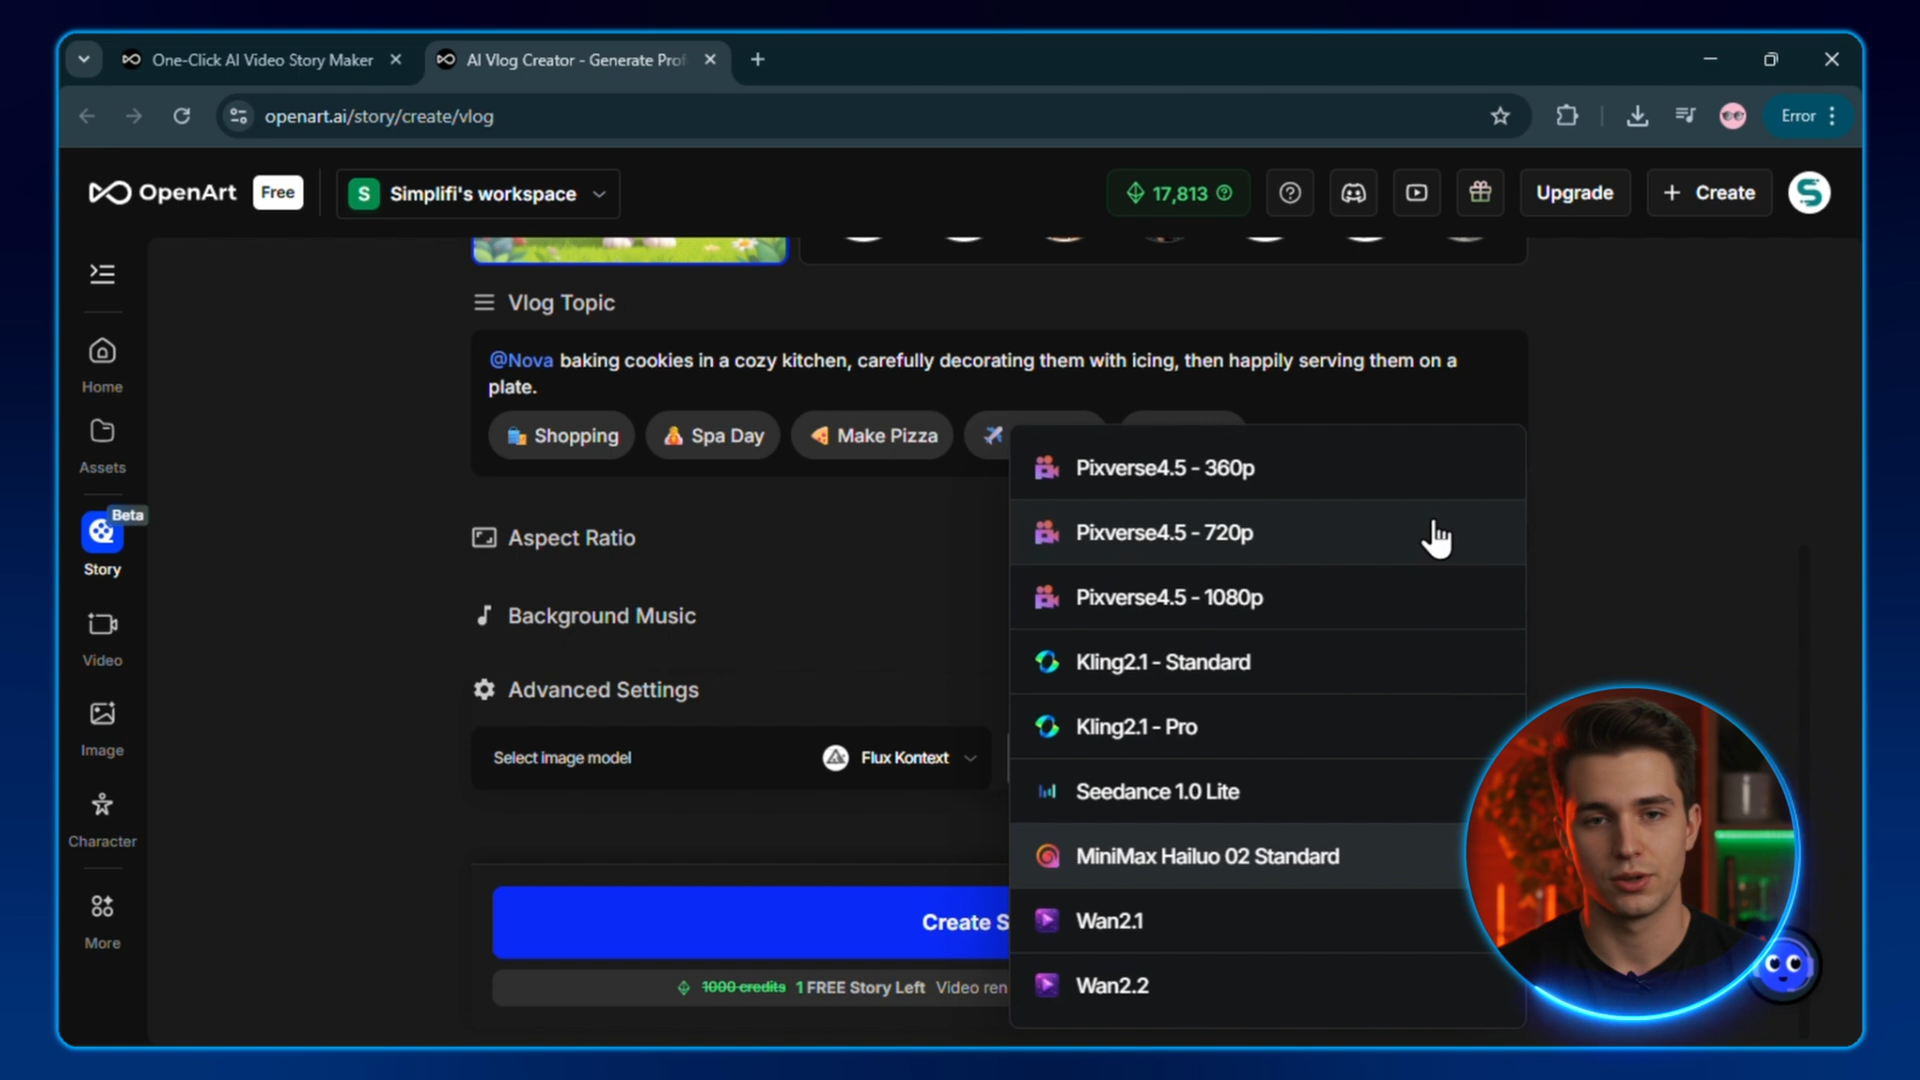 One-Click AI Video Story Maker
AI Vlog Creator - Generate Prof
openart.ai/story/create/vlog
Error
OpenArt
Free
S Simplifi's workspace
17,813
Upgrade
+ Create
Home
Assets
Beta
Story
Video
Image
Character
More
Vlog Topic
@Nova baking cookies in a cozy kitchen, carefully decorating them with icing, then happily serving them on a
plate.
Shopping
Spa Day
Make Pizza
Aspect Ratio
Background Music
Advanced Settings
Select image model
Flux Kontext
Pixverse4.5 - 360p
Pixverse4.5 - 720p
Pixverse4.5 - 1080p
Kling2.1 - Standard
Kling2.1 - Pro
Seedance 1.0 Lite
MiniMax Hailuo 02 Standard
Wan2.1
Wan2.2
Create S
1000 credits 1 FREE Story Left Video ren